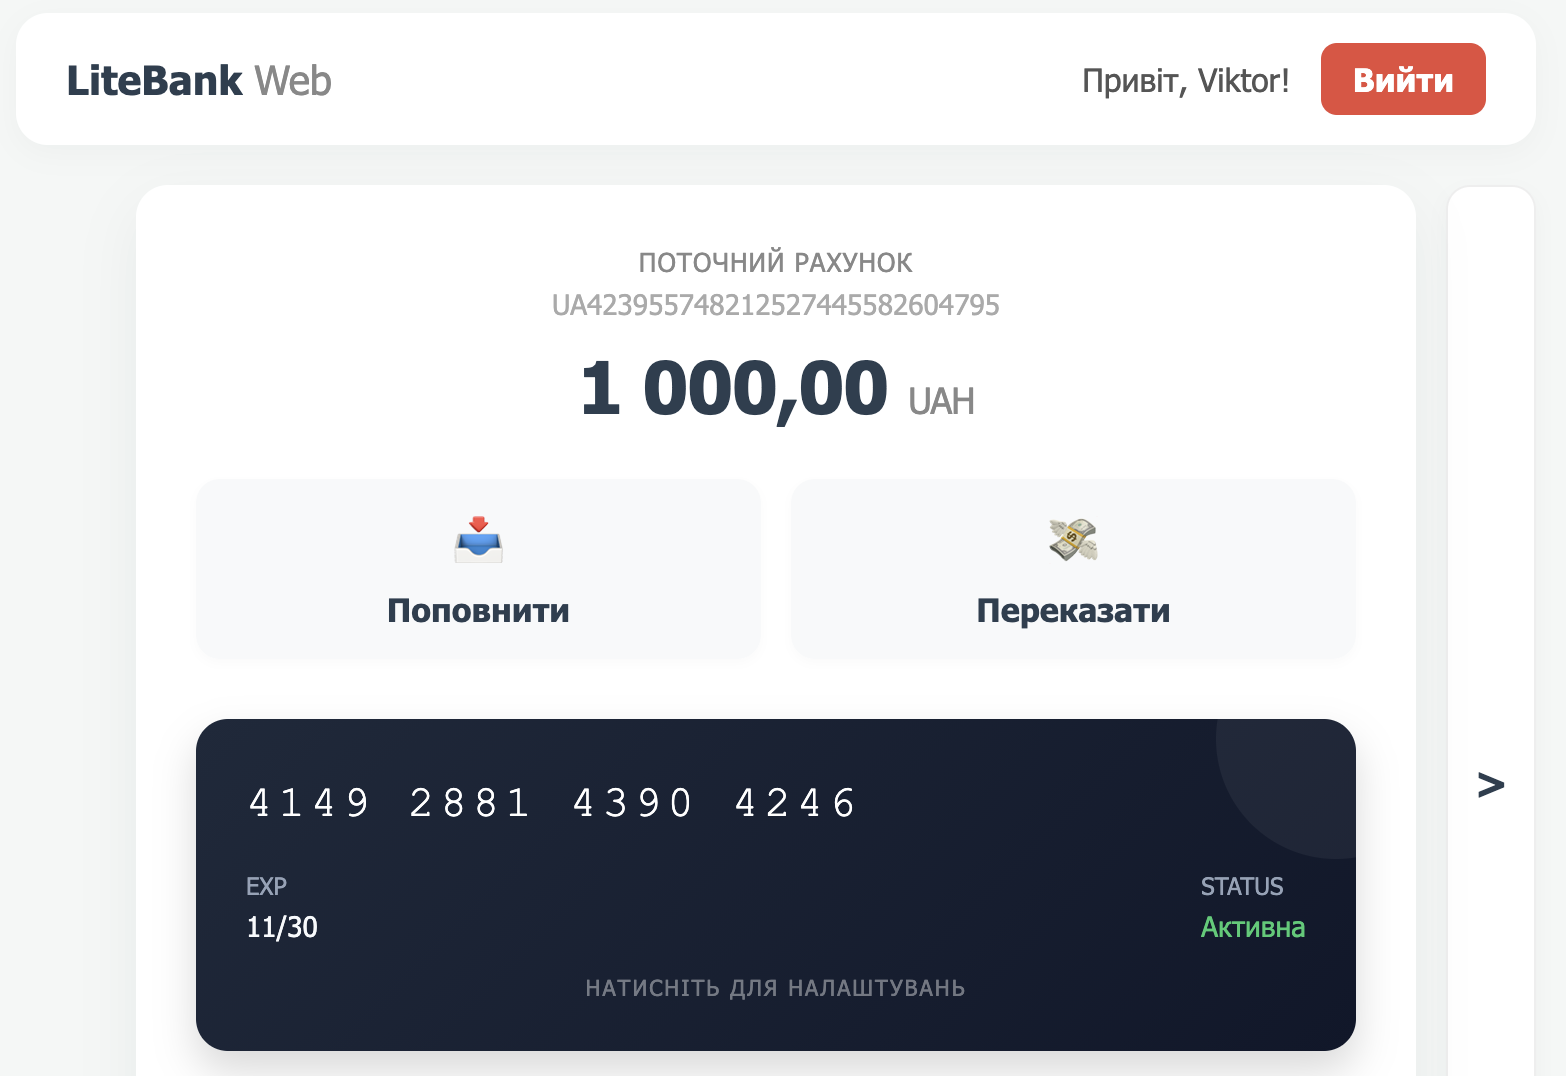 LiteBank Web
Привіт, Viktor!
Вийти
ПОТОЧНИЙ РАХУНОК
UA423955748212527445582604795
1 000,00 UAH
Поповнити
Переказати
4149 2881 4390 4246
EXP
11/30
STATUS
Активна
НАТИСНІТЬ ДЛЯ НАЛАШТУВАНЬ
>